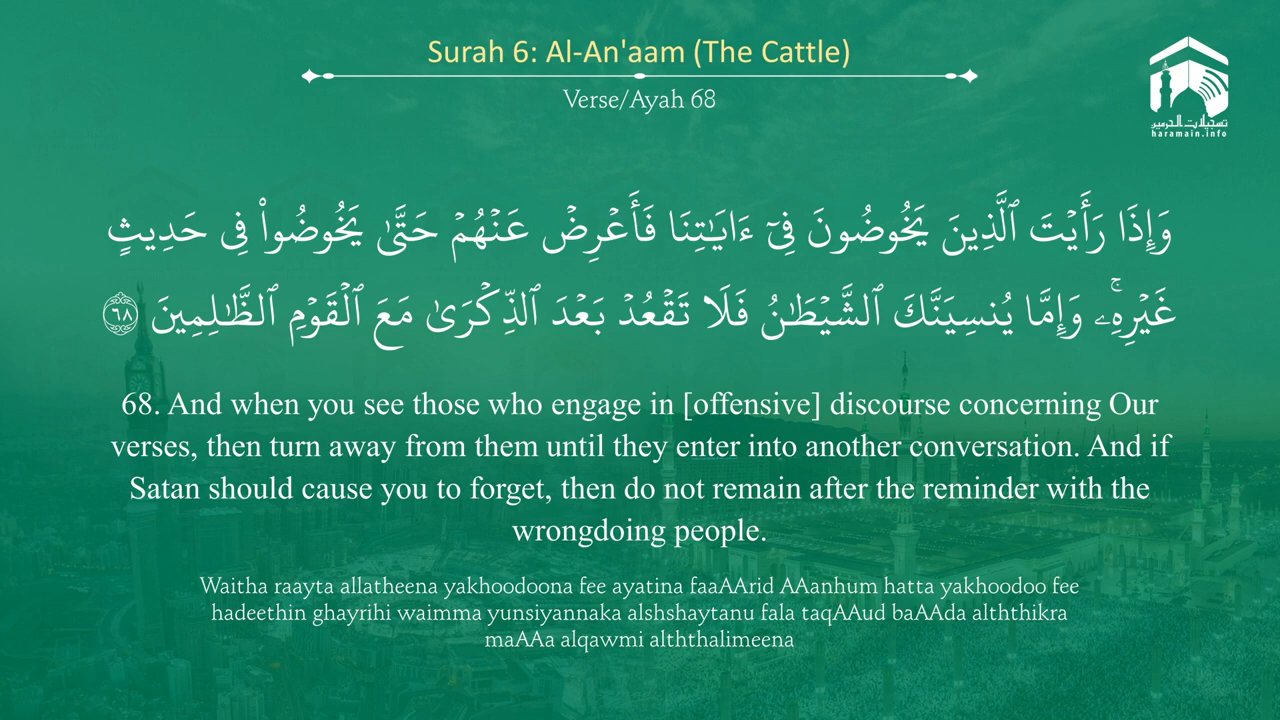 Surah 6: Al-An'aam (The Cattle)
Verse/Ayah 68
تسجيلات الحرمين
haramain.info
وَإِذَا رَأَيۡتَ ٱلَّذِينَ يَخُوضُونَ فِيٓ ءَايَٰتِنَا فَأَعۡرِضۡ عَنۡهُمۡ حَتَّىٰ يَخُوضُواْ فِي حَدِيثٍ
غَيۡرِهِۦۚ وَإِمَّا يُنسِيَنَّكَ ٱلشَّيۡطَٰنُ فَلَا تَقۡعُدۡ بَعۡدَ ٱلذِّكۡرَىٰ مَعَ ٱلۡقَوۡمِ ٱلظَّٰلِمِينَ ٦٨
68. And when you see those who engage in [offensive] discourse concerning Our
verses, then turn away from them until they enter into another conversation. And if
Satan should cause you to forget, then do not remain after the reminder with the
wrongdoing people.
Waitha raayta allatheena yakhoodoona fee ayatina faaAArid AAanhum hatta yakhoodoo fee
hadeethin ghayrihi waimma yunsiyannaka alshshaytanu fala taqAAud baAAda alththikra
maAAa alqawmi alththalimeena